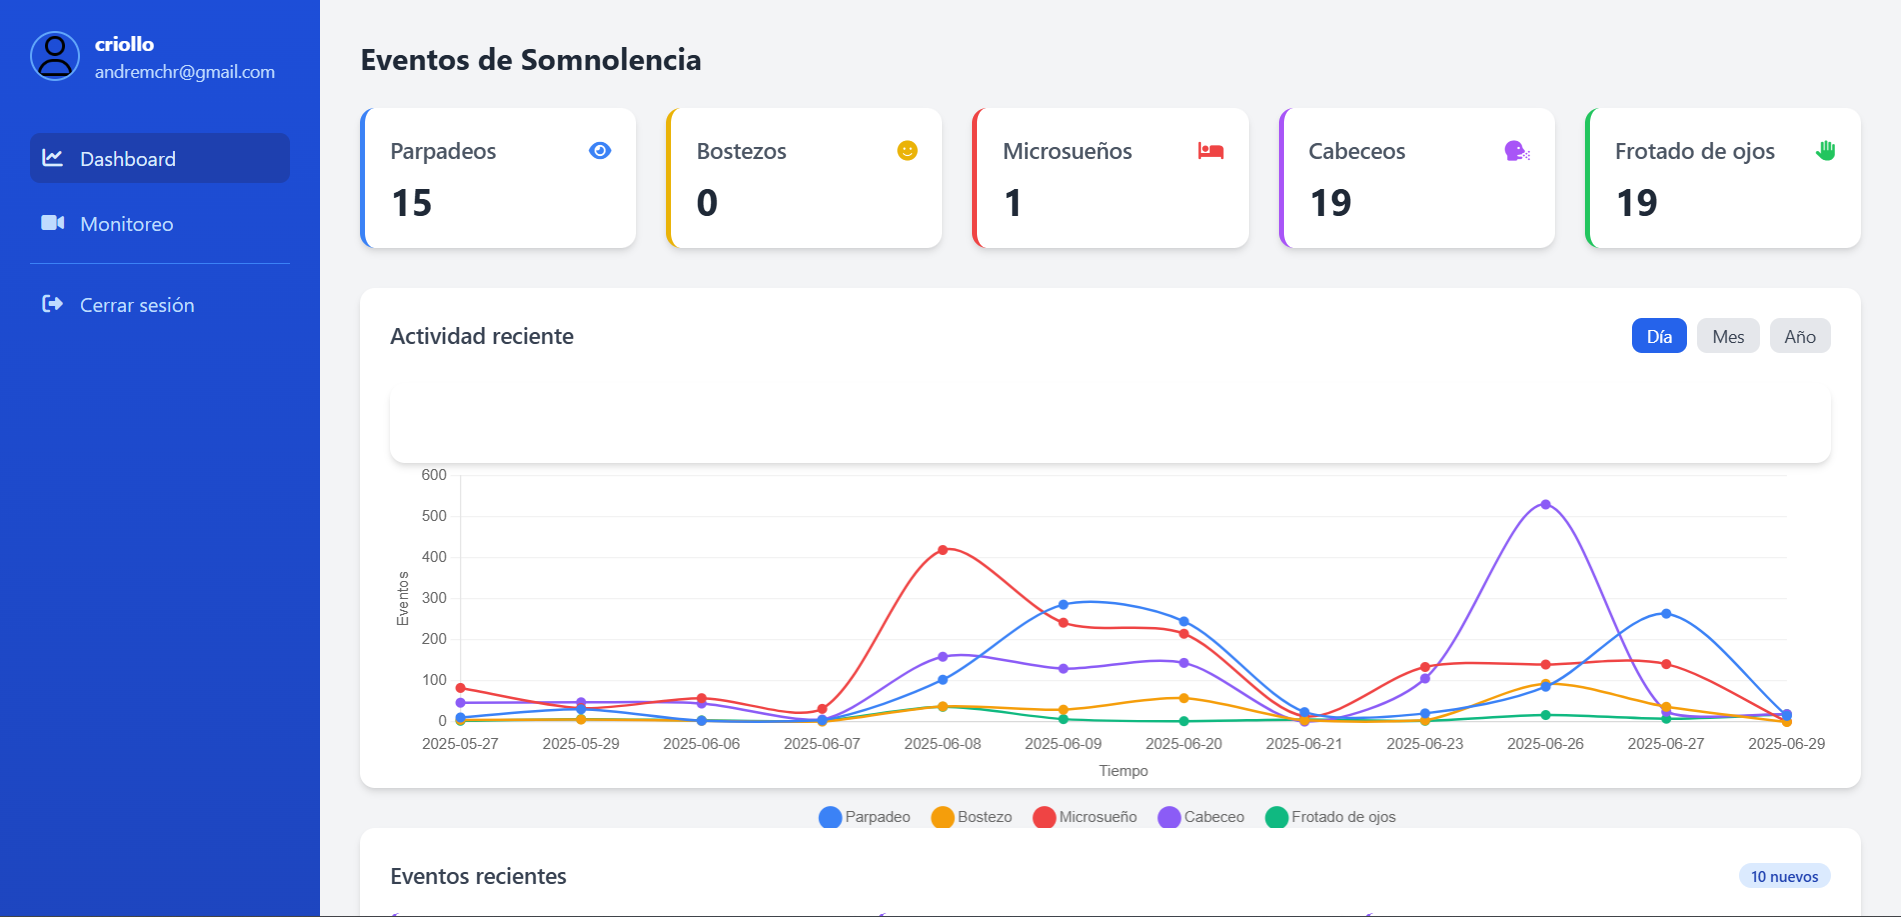 criollo
andremchr@gmail.com
Dashboard
Monitoreo
Cerrar sesión
Eventos de Somnolencia
Parpadeos
15
Bostezos
0
Microsueños
1
Cabeceos
19
Frotado de ojos
19
Actividad reciente
Día Mes Año
600
500
400
300
200
100
0
Eventos
2025-05-27 2025-05-29 2025-06-06 2025-06-07 2025-06-08 2025-06-09 2025-06-20 2025-06-21 2025-06-23 2025-06-26 2025-06-27 2025-06-29
Tiempo
Parpadeo Bostezo Microsueño Cabeceo Frotado de ojos
Eventos recientes
10 nuevos